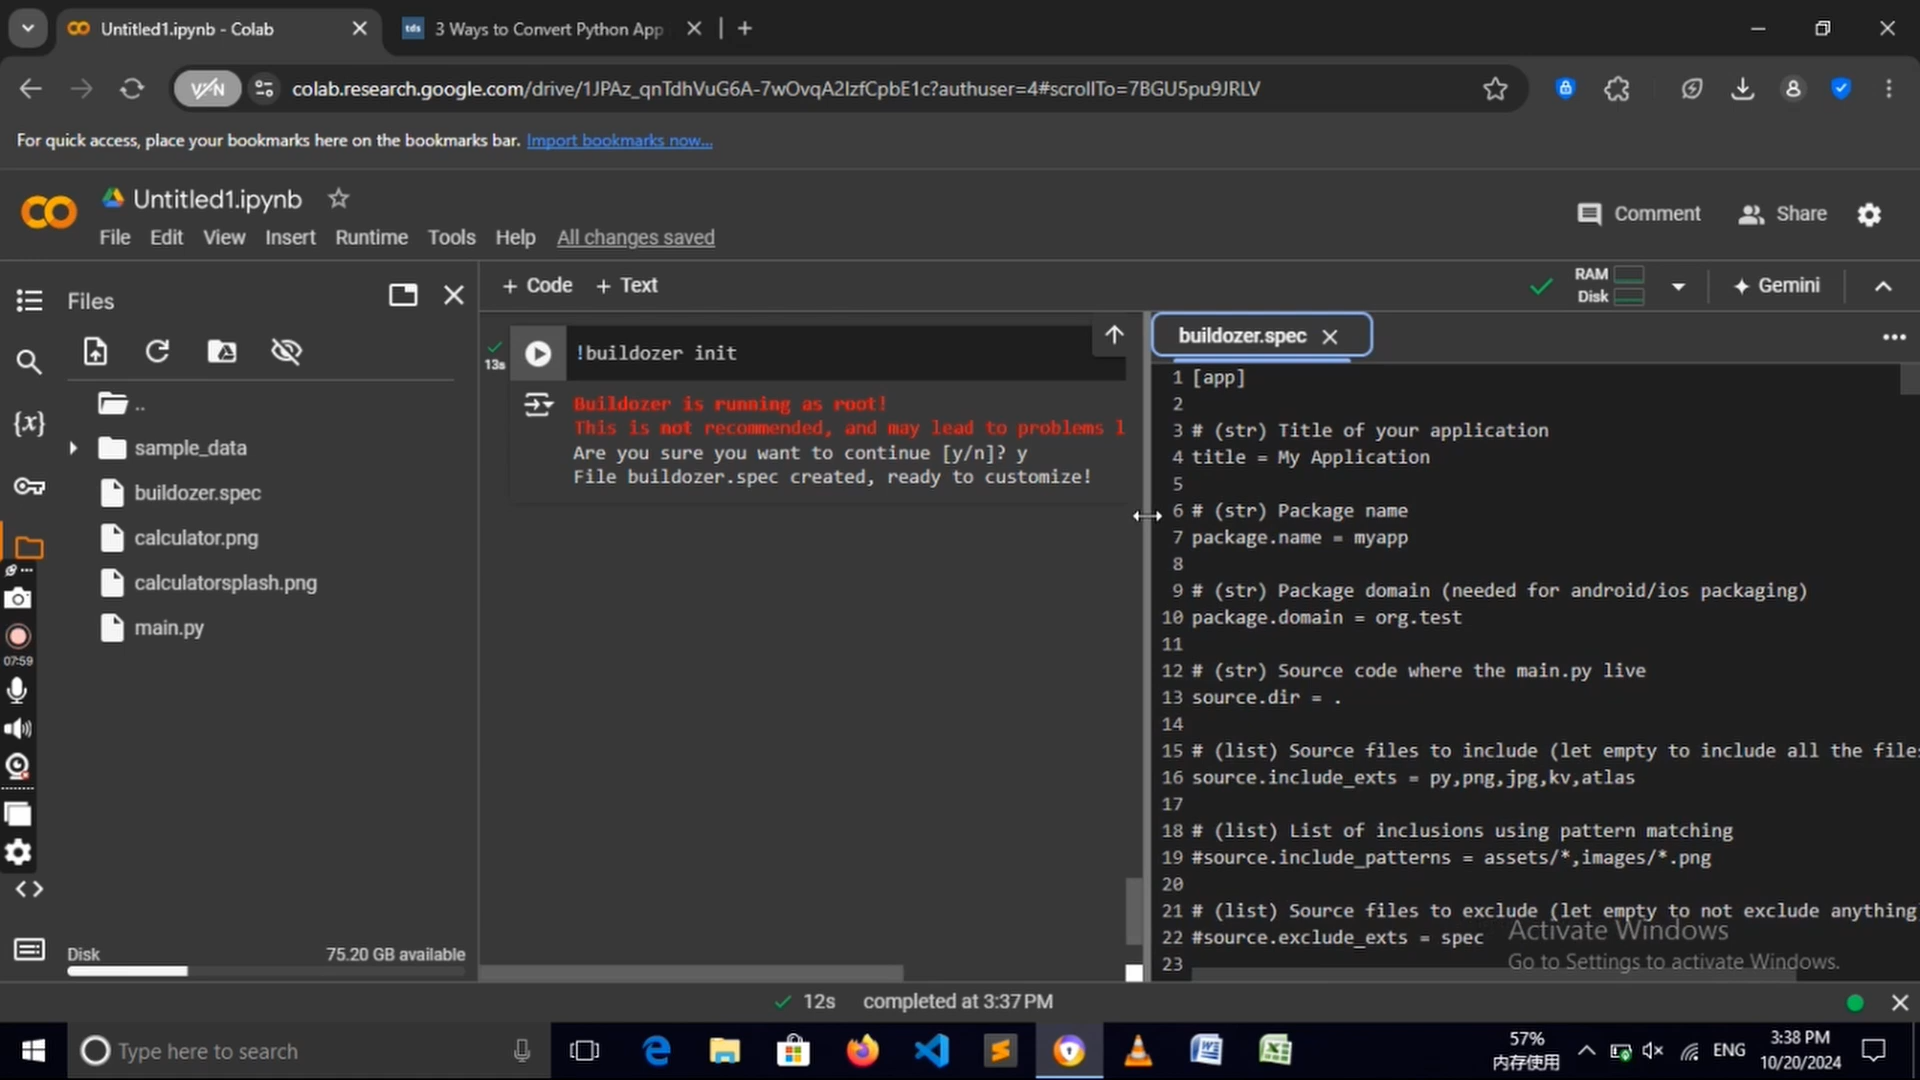 Untitled1.ipynb - Colab
tds 3 Ways to Convert Python App
VPN
colab.research.google.com/drive/1JPAz_qnTdhVuG6A-7wOvqA2IzfCpbE1c?authuser=4#scrollTo=7BGU5pu9JRLV
For quick access, place your bookmarks here on the bookmarks bar. Import bookmarks now...
Untitled1.ipynb
Comment
Share
File Edit View Insert Runtime Tools Help All changes saved
Files
+ Code + Text
RAM
Disk
Gemini
..
sample_data
buildozer.spec
calculator.png
calculatorsplash.png
main.py
07:59
Disk
75.20 GB available
13s
!buildozer init
Buildozer is running as root!
This is not recommended, and may lead to problems l
Are you sure you want to continue [y/n]? y
File buildozer.spec created, ready to customize!
buildozer.spec
1 [app]
2
3 # (str) Title of your application
4 title = My Application
5
6 # (str) Package name
7 package.name = myapp
8
9 # (str) Package domain (needed for android/ios packaging)
10 package.domain = org.test
11
12 # (str) Source code where the main.py live
13 source.dir = .
14
15 # (list) Source files to include (let empty to include all the files
16 source.include_exts = py,png,jpg,kv,atlas
17
18 # (list) List of inclusions using pattern matching
19 #source.include_patterns = assets/*,images/*.png
20
21 # (list) Source files to exclude (let empty to not exclude anything
22 #source.exclude_exts = spec
23
Activate Windows
Go to Settings to activate Windows.
12s completed at 3:37 PM
Type here to search
57%
内存使用
ENG
3:38 PM
10/20/2024